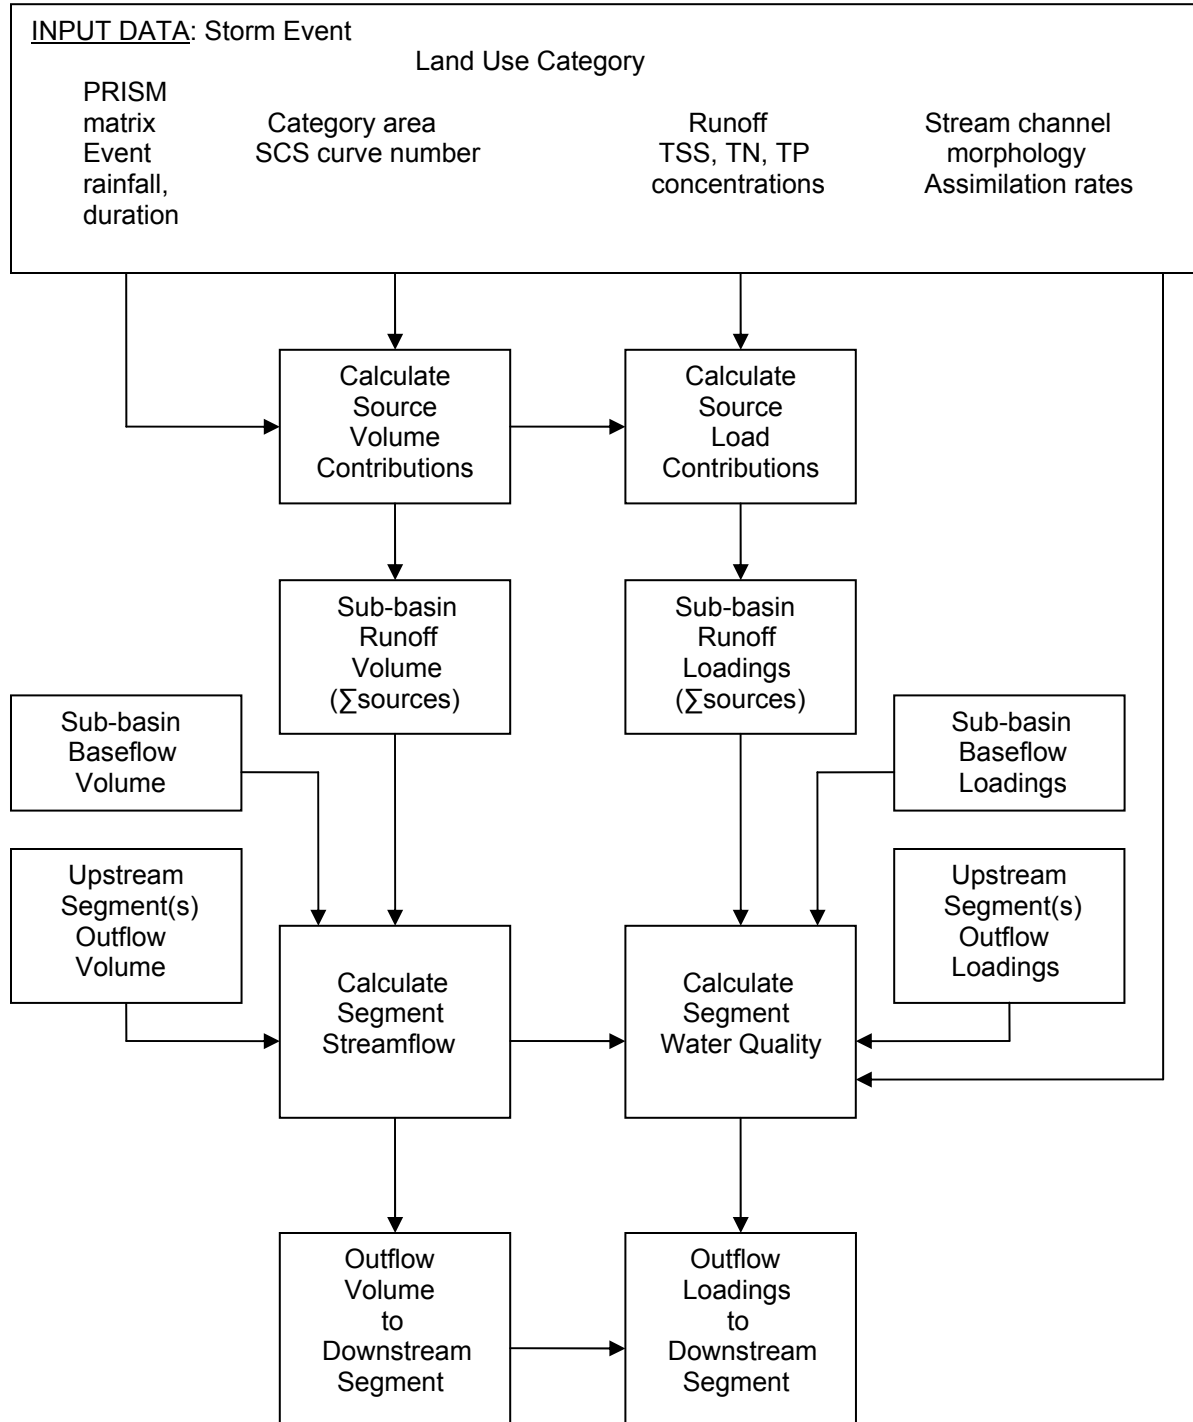 INPUT DATA: Storm Event
Land Use Category
PRISM
matrix
Event
rainfall,
duration
Category area
SCS curve number
Runoff
TSS, TN, TP
concentrations
Stream channel
morphology
Assimilation rates
Calculate
Source
Volume
Contributions
Calculate
Source
Load
Contributions
Sub-basin
Runoff
Volume
(∑sources)
Sub-basin
Runoff
Loadings
(∑sources)
Sub-basin
Baseflow
Volume
Sub-basin
Baseflow
Loadings
Upstream
Segment(s)
Outflow
Volume
Upstream
Segment(s)
Outflow
Loadings
Calculate
Segment
Streamflow
Calculate
Segment
Water Quality
Outflow
Volume
to
Downstream
Segment
Outflow
Loadings
to
Downstream
Segment